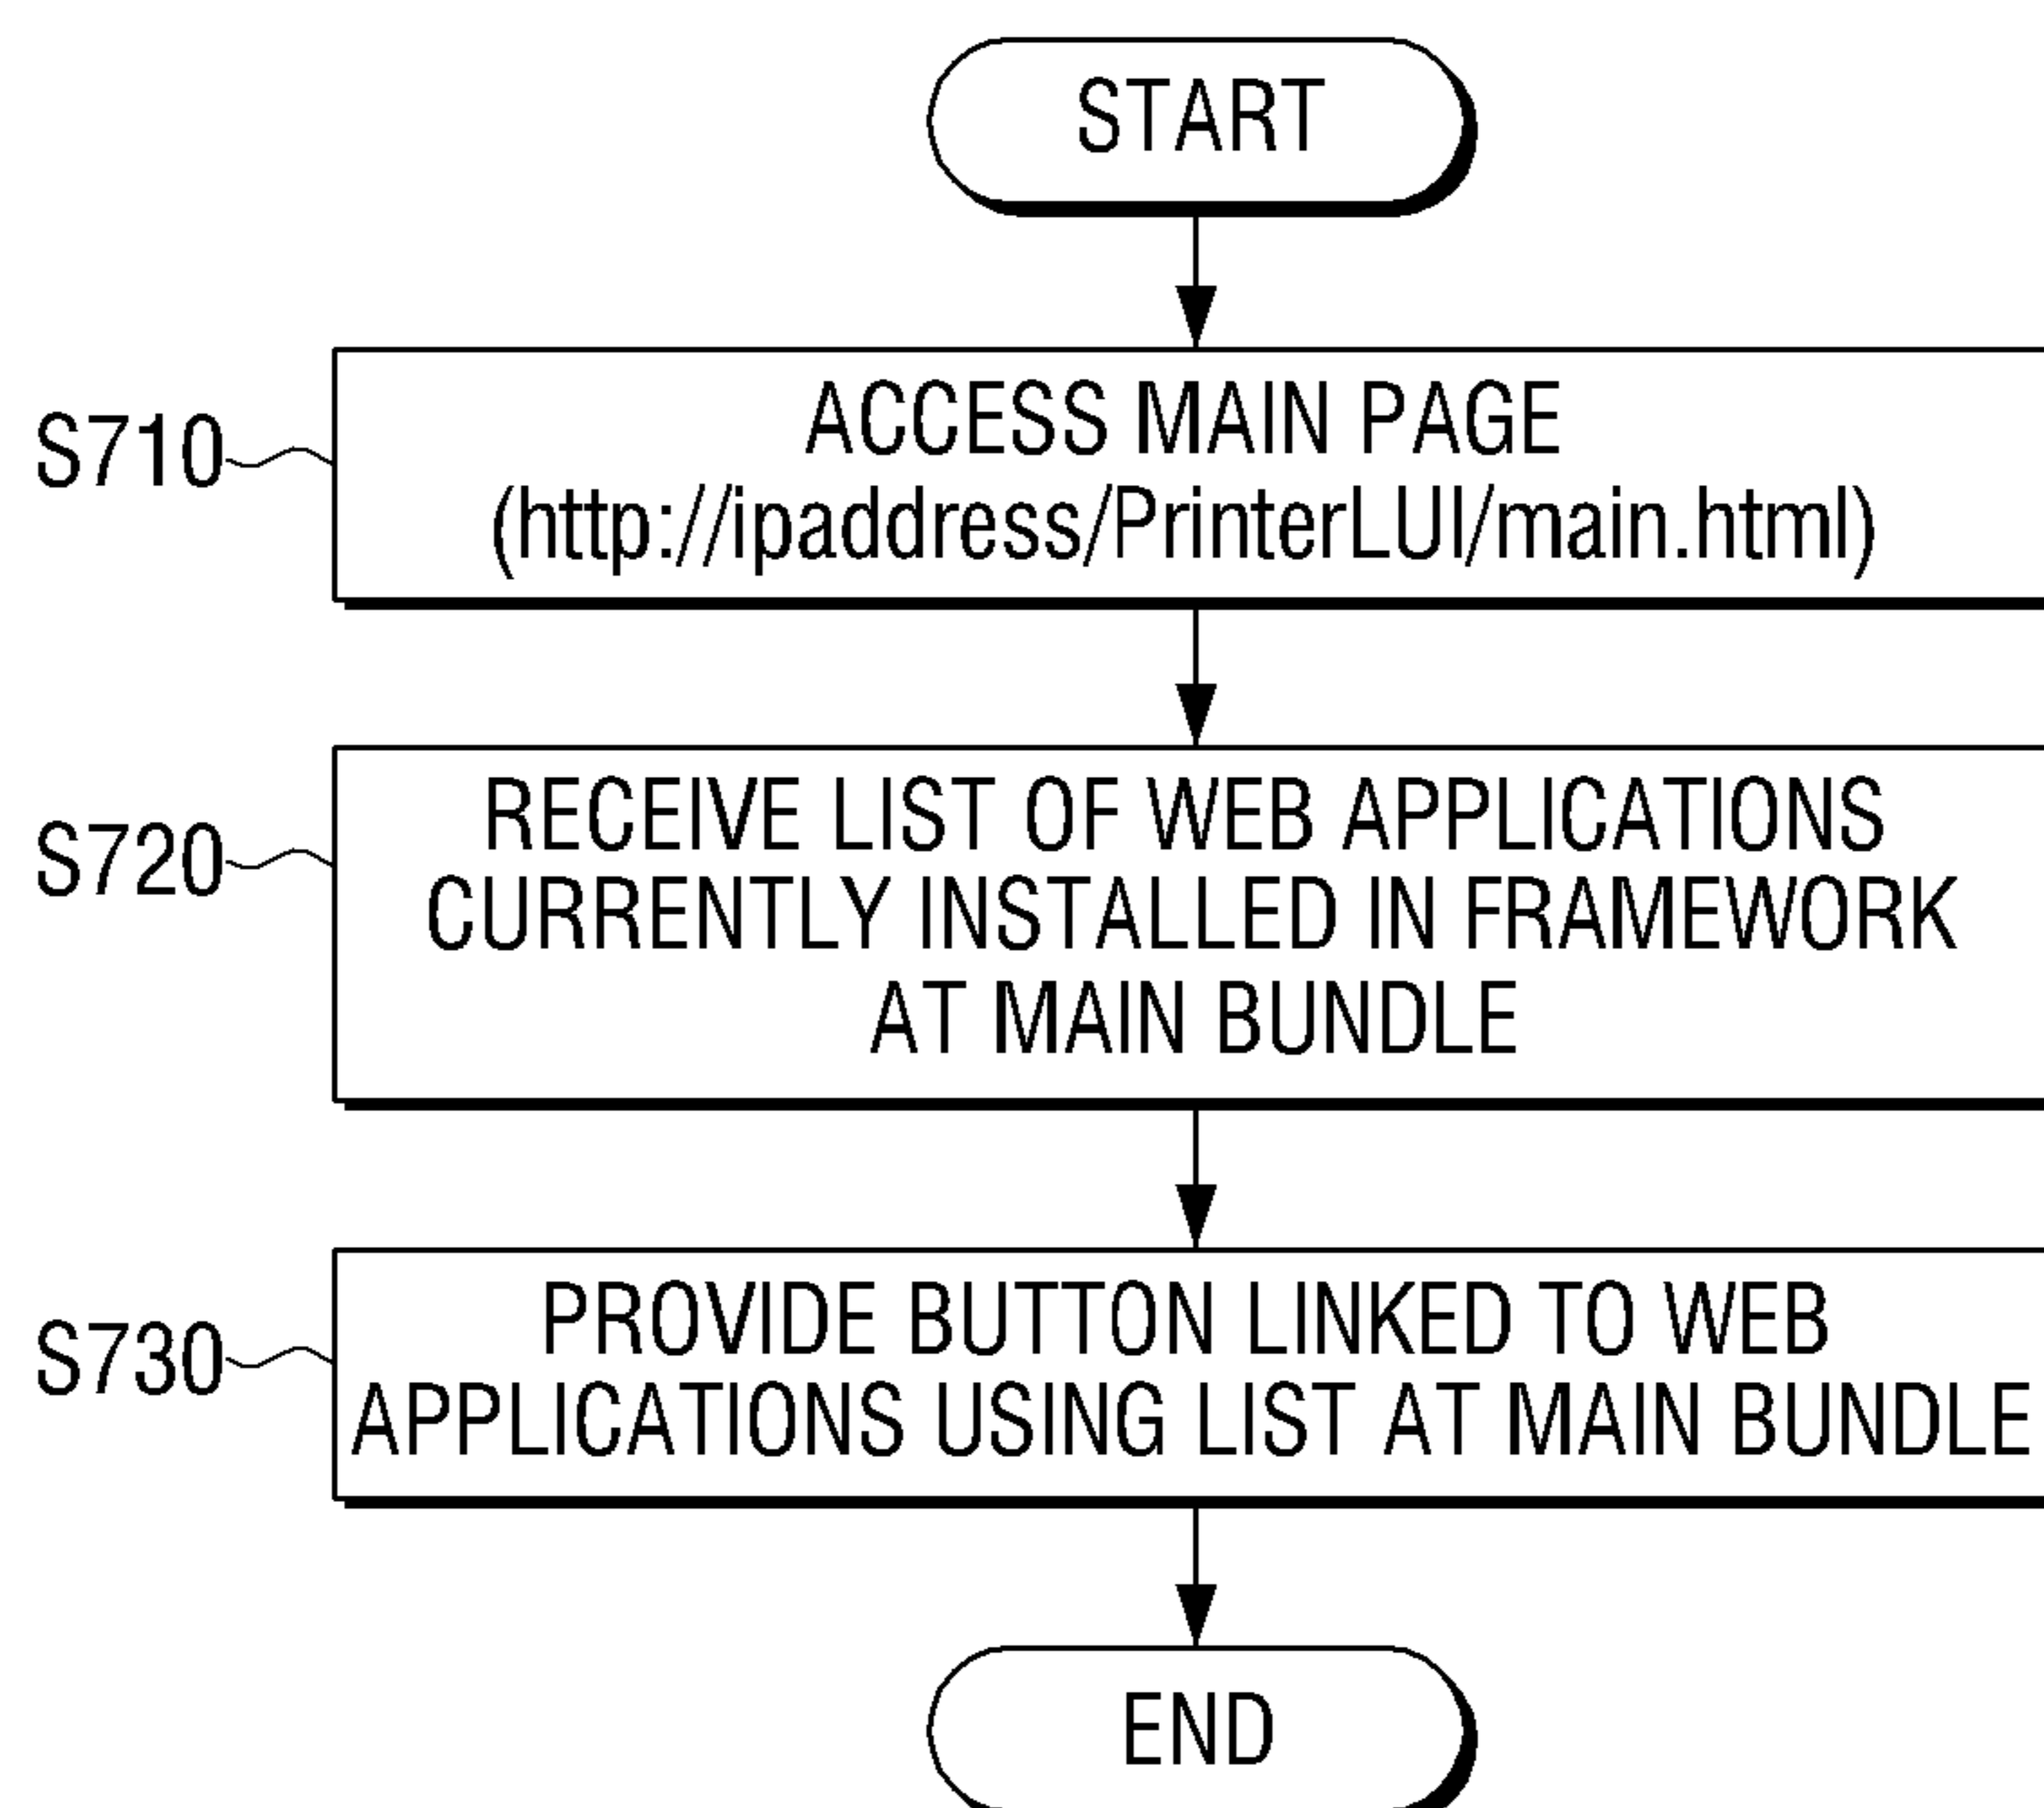 START
S710
ACCESS MAIN PAGE
(http://ipaddress/PrinterLUI/main.html)
S720
RECEIVE LIST OF WEB APPLICATIONS
CURRENTLY INSTALLED IN FRAMEWORK
AT MAIN BUNDLE
S730
PROVIDE BUTTON LINKED TO WEB
APPLICATIONS USING LIST AT MAIN BUNDLE
END